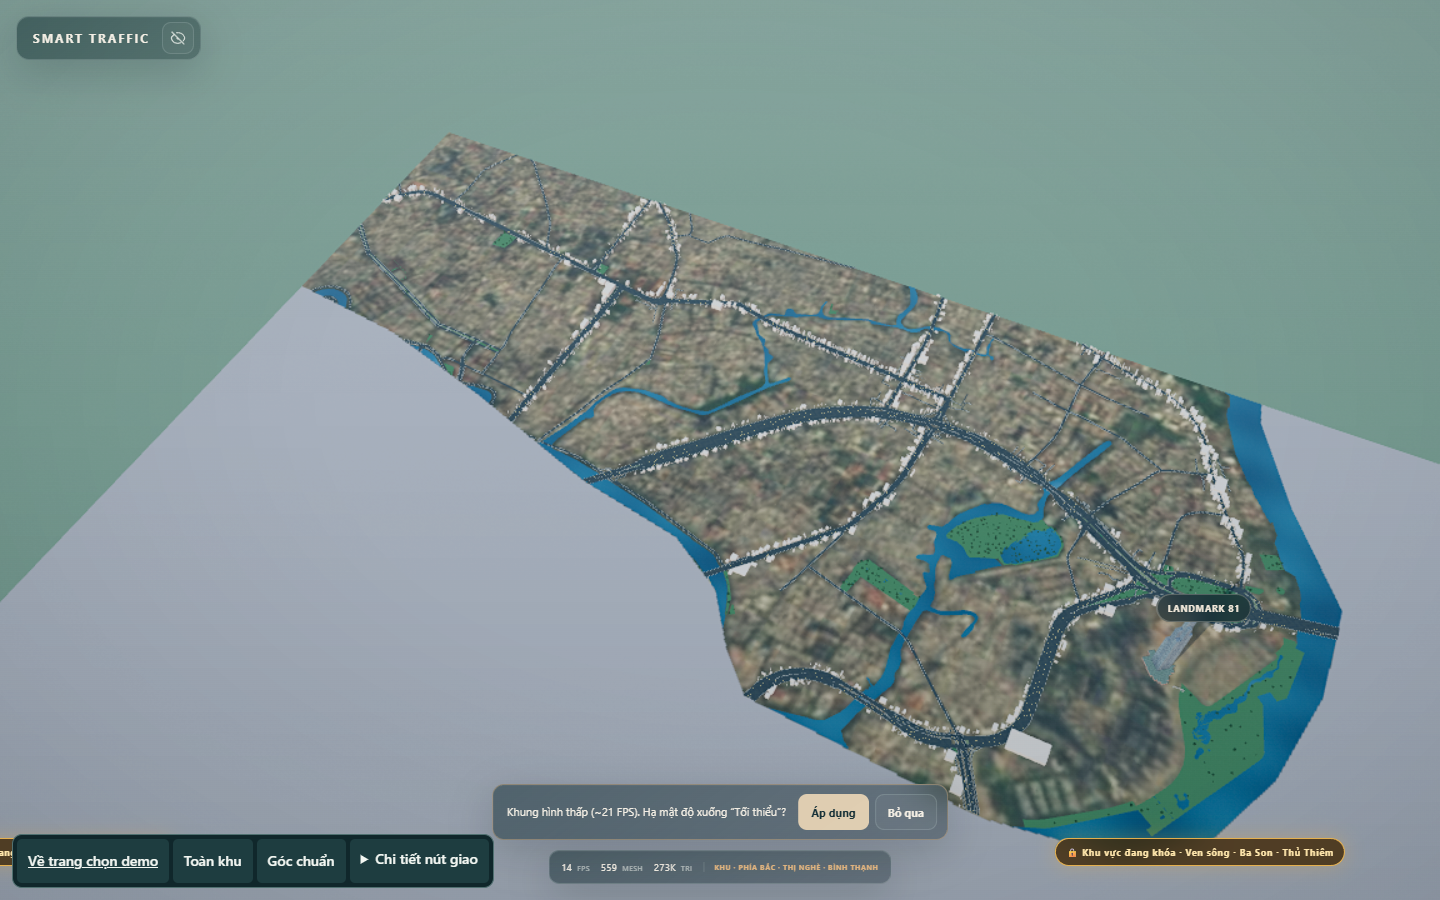 SMART TRAFFIC
LANDMARK 81
Khung hình thấp (~21 FPS). Hạ mật độ xuống "Tối thiểu"?
Áp dụng
Bỏ qua
Về trang chọn demo
Toàn khu
Góc chuẩn
▶ Chi tiết nút giao
14 FPS 559 MESH 273K TRI
KHU · PHÍA BẮC · THỊ NGHÈ · BÌNH THẠNH
Khu vực đang khóa · Ven sông · Ba Son · Thủ Thiêm